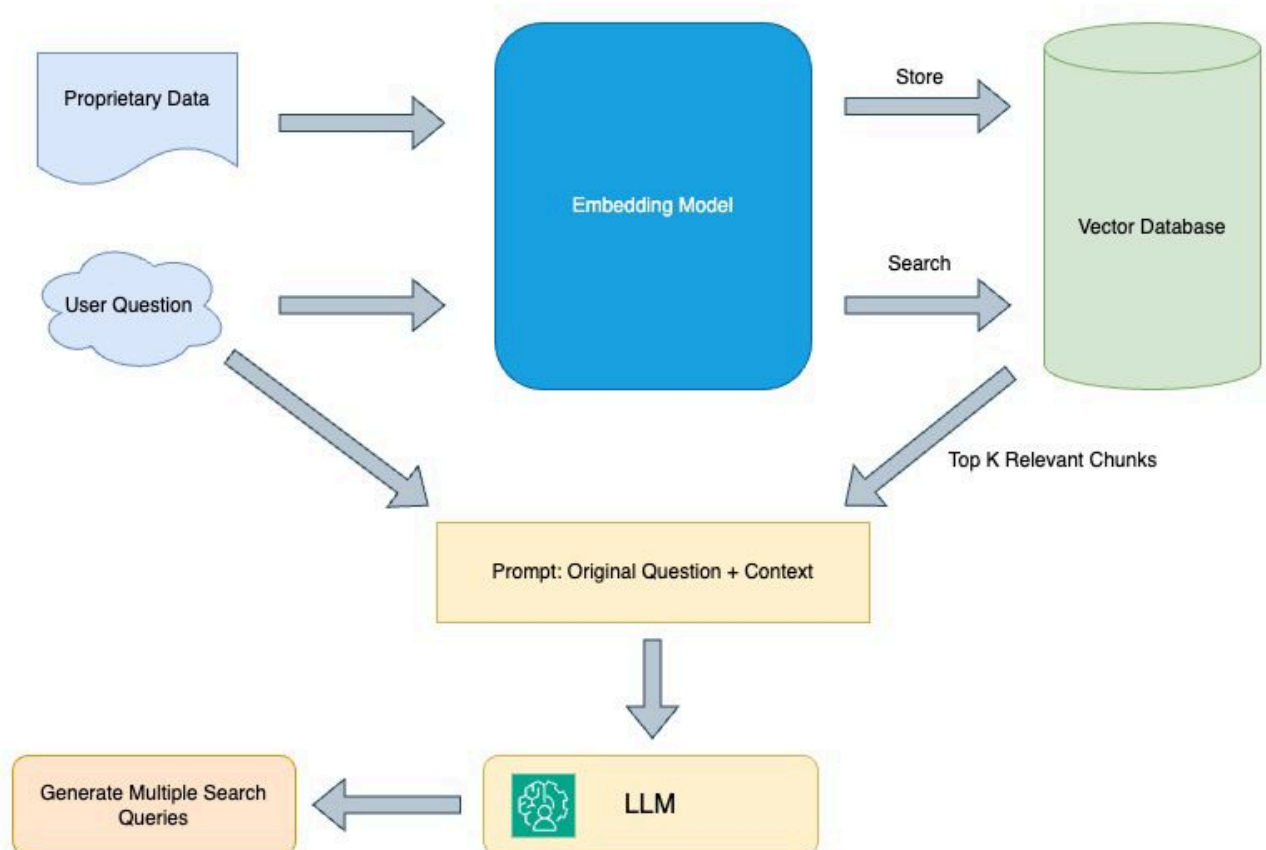 Proprietary Data
Store
Embedding Model
Vector Database
User Question
Search
Top K Relevant Chunks
Prompt: Original Question + Context
Generate Multiple Search
Queries
LLM